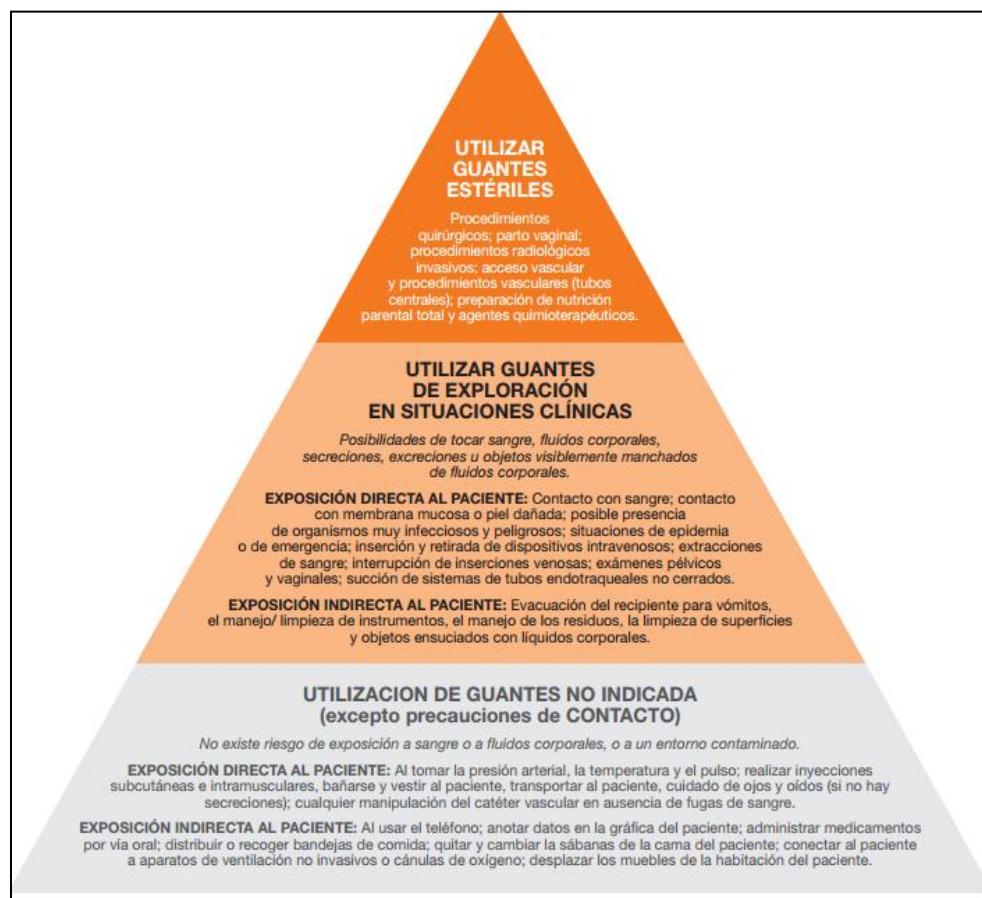 UTILIZAR
GUANTES
ESTÉRILES
Procedimientos
quirúrgicos; parto vaginal;
procedimientos radiológicos
invasivos; acceso vascular
y procedimientos vasculares (tubos
centrales); preparación de nutrición
parental total y agentes quimioterapéuticos.
UTILIZAR GUANTES
DE EXPLORACIÓN
EN SITUACIONES CLÍNICAS
Posibilidades de tocar sangre, fluidos corporales,
secreciones, excreciones u objetos visiblemente manchados
de fluidos corporales.
EXPOSICIÓN DIRECTA AL PACIENTE: Contacto con sangre; contacto
con membrana mucosa o piel dañada; posible presencia
de organismos muy infecciosos y peligrosos; situaciones de epidemia
o de emergencia; inserción y retirada de dispositivos intravenosos; extracciones
de sangre; interrupción de inserciones venosas; exámenes pélvicos
y vaginales; succión de sistemas de tubos endotraqueales no cerrados.
EXPOSICIÓN INDIRECTA AL PACIENTE: Evacuación del recipiente para vómitos,
el manejo/ limpieza de instrumentos, el manejo de los residuos, la limpieza de superficies
y objetos ensuciados con líquidos corporales.
UTILIZACION DE GUANTES NO INDICADA
(excepto precauciones de CONTACTO)
No existe riesgo de exposición a sangre o a fluidos corporales, o a un entorno contaminado.
EXPOSICIÓN DIRECTA AL PACIENTE: Al tomar la presión arterial, la temperatura y el pulso; realizar inyecciones
subcutáneas e intramusculares, bañarse y vestir al paciente, transportar al paciente, cuidado de ojos y oídos (si no hay
secreciones); cualquier manipulación del catéter vascular en ausencia de fugas de sangre.
EXPOSICIÓN INDIRECTA AL PACIENTE: Al usar el teléfono; anotar datos en la gráfica del paciente; administrar medicamentos
por vía oral; distribuir o recoger bandejas de comida; quitar y cambiar la sábanas de la cama del paciente; conectar al paciente
a aparatos de ventilación no invasivos o cánulas de oxígeno; desplazar los muebles de la habitación del paciente.